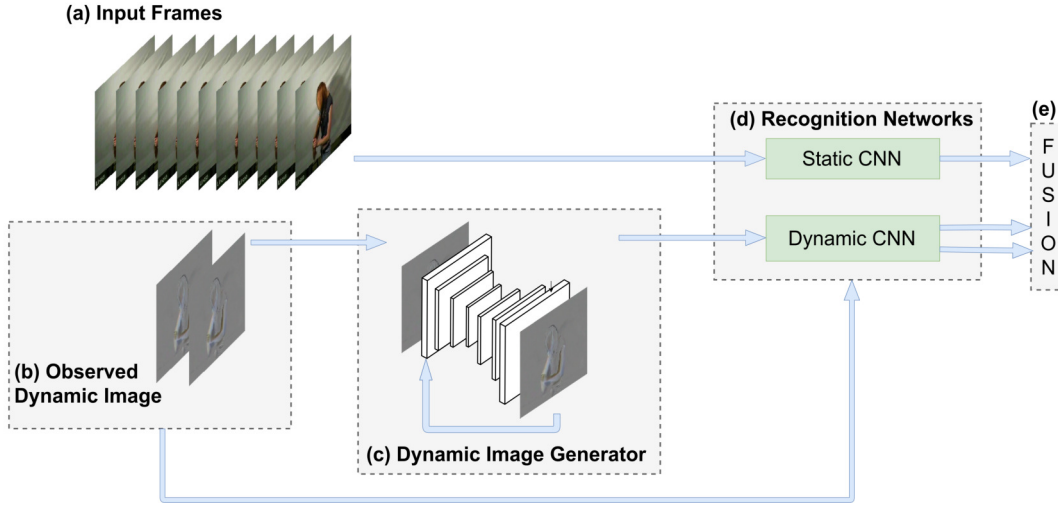 (a) Input Frames
(b) Observed
Dynamic Image
(c) Dynamic Image Generator
(d) Recognition Networks
Static CNN
Dynamic CNN
(e)
F
U
S
I
O
N